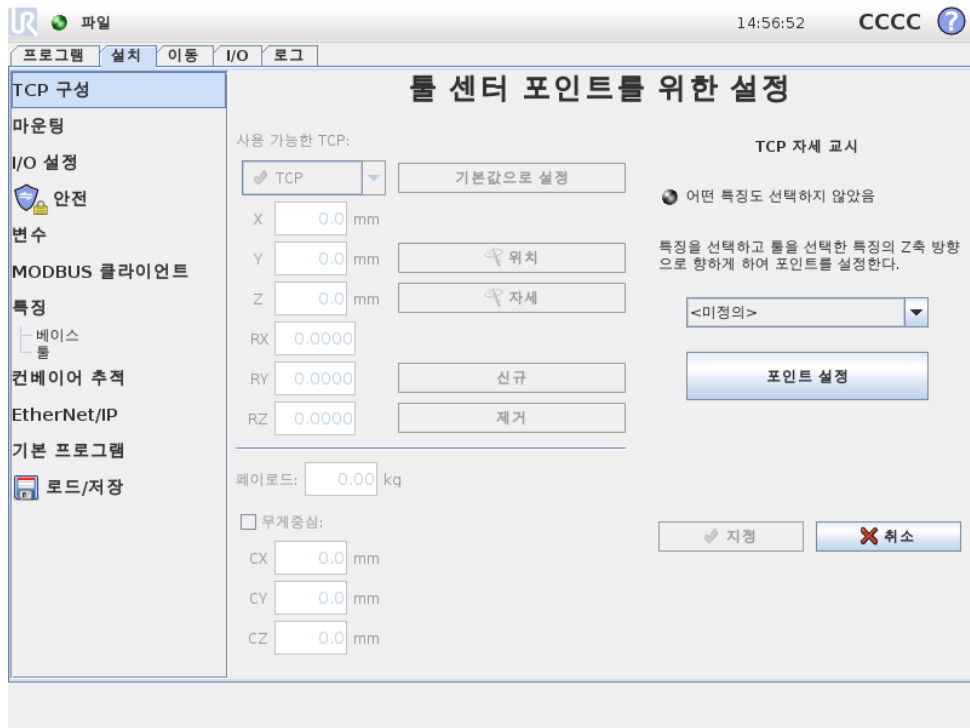 UR 파일 14:56:52 CCCC ?
프로그램 설치 이동 I/O 로그
TCP 구성
마운팅
I/O 설정
안전
변수
MODBUS 클라이언트
특징
베이스
툴
컨베이어 추적
EtherNet/IP
기본 프로그램
로드/저장
툴 센터 포인트를 위한 설정
사용 가능한 TCP:
TCP 기본값으로 설정
X 0.0 mm
Y 0.0 mm 위치
Z 0.0 mm 자세
RX 0.0000
RY 0.0000 신규
RZ 0.0000 제거
페이로드: 0.00 kg
무게중심:
CX 0.0 mm
CY 0.0 mm
CZ 0.0 mm
TCP 자세 교시
어떤 특징도 선택하지 않았음
특징을 선택하고 툴을 선택한 특징의 Z축 방향
으로 향하게 하여 포인트를 설정한다.
<미정의>
포인트 설정
지정 취소